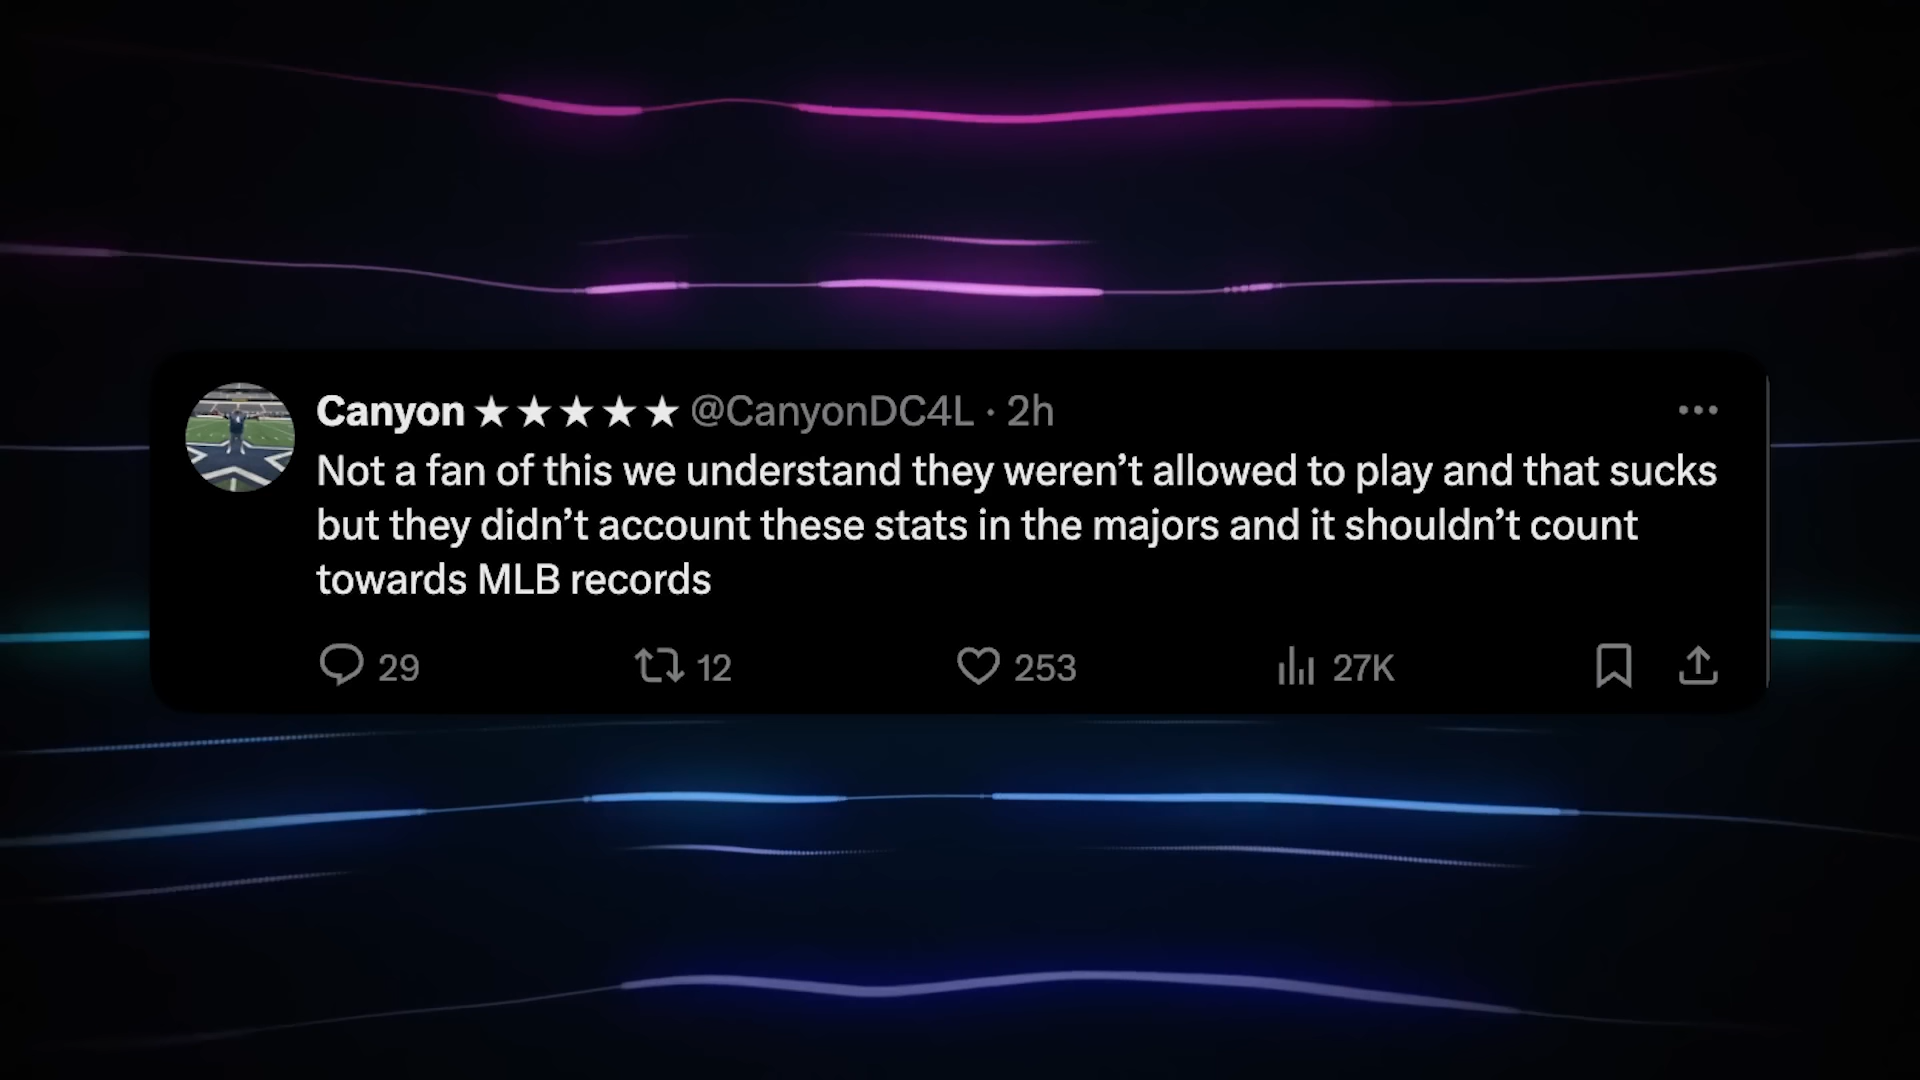 Canyon ★★★★★ @CanyonDC4L · 2h
Not a fan of this we understand they weren’t allowed to play and that sucks
but they didn’t account these stats in the majors and it shouldn’t count
towards MLB records
29 12 253 27K